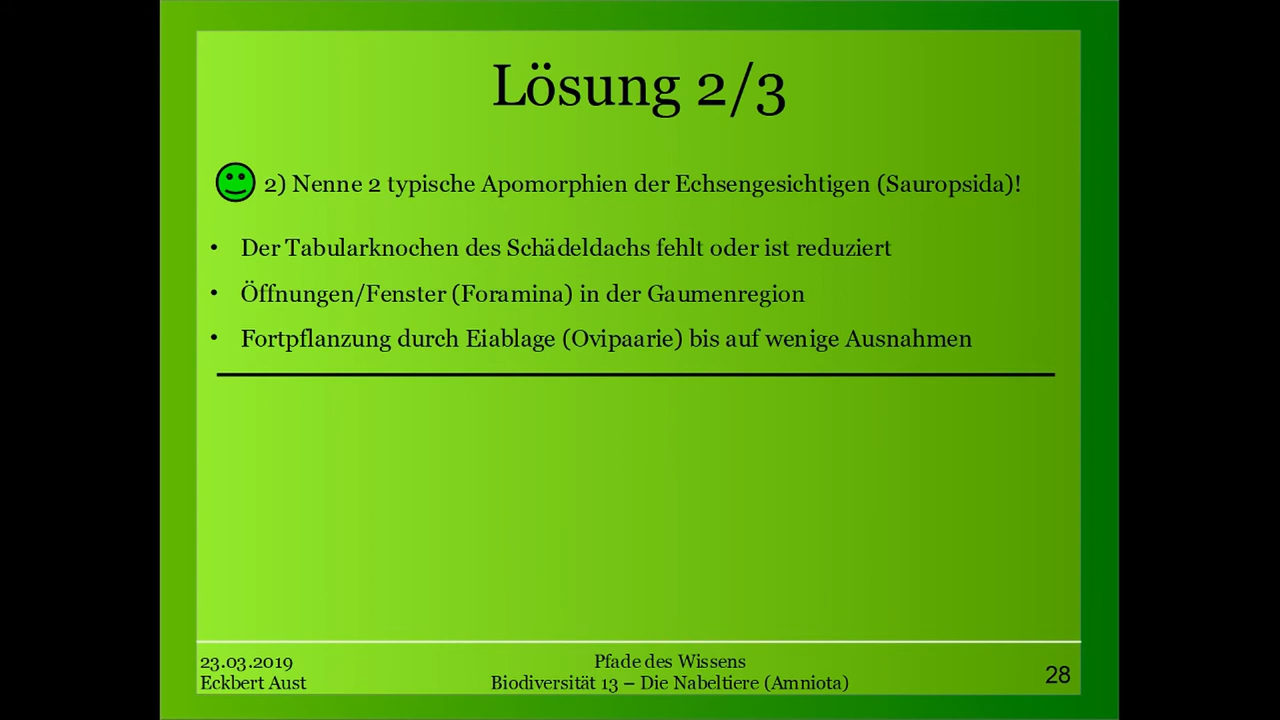 Lösung 2/3
2) Nenne 2 typische Apomorphien der Echsengesichtigen (Sauropsida)!
• Der Tabularknochen des Schädeldachs fehlt oder ist reduziert
• Öffnungen/Fenster (Foramina) in der Gaumenregion
• Fortpflanzung durch Eiablage (Ovipaarie) bis auf wenige Ausnahmen
23.03.2019
Eckbert Aust
Pfade des Wissens
Biodiversität 13 – Die Nabeltiere (Amniota)
28